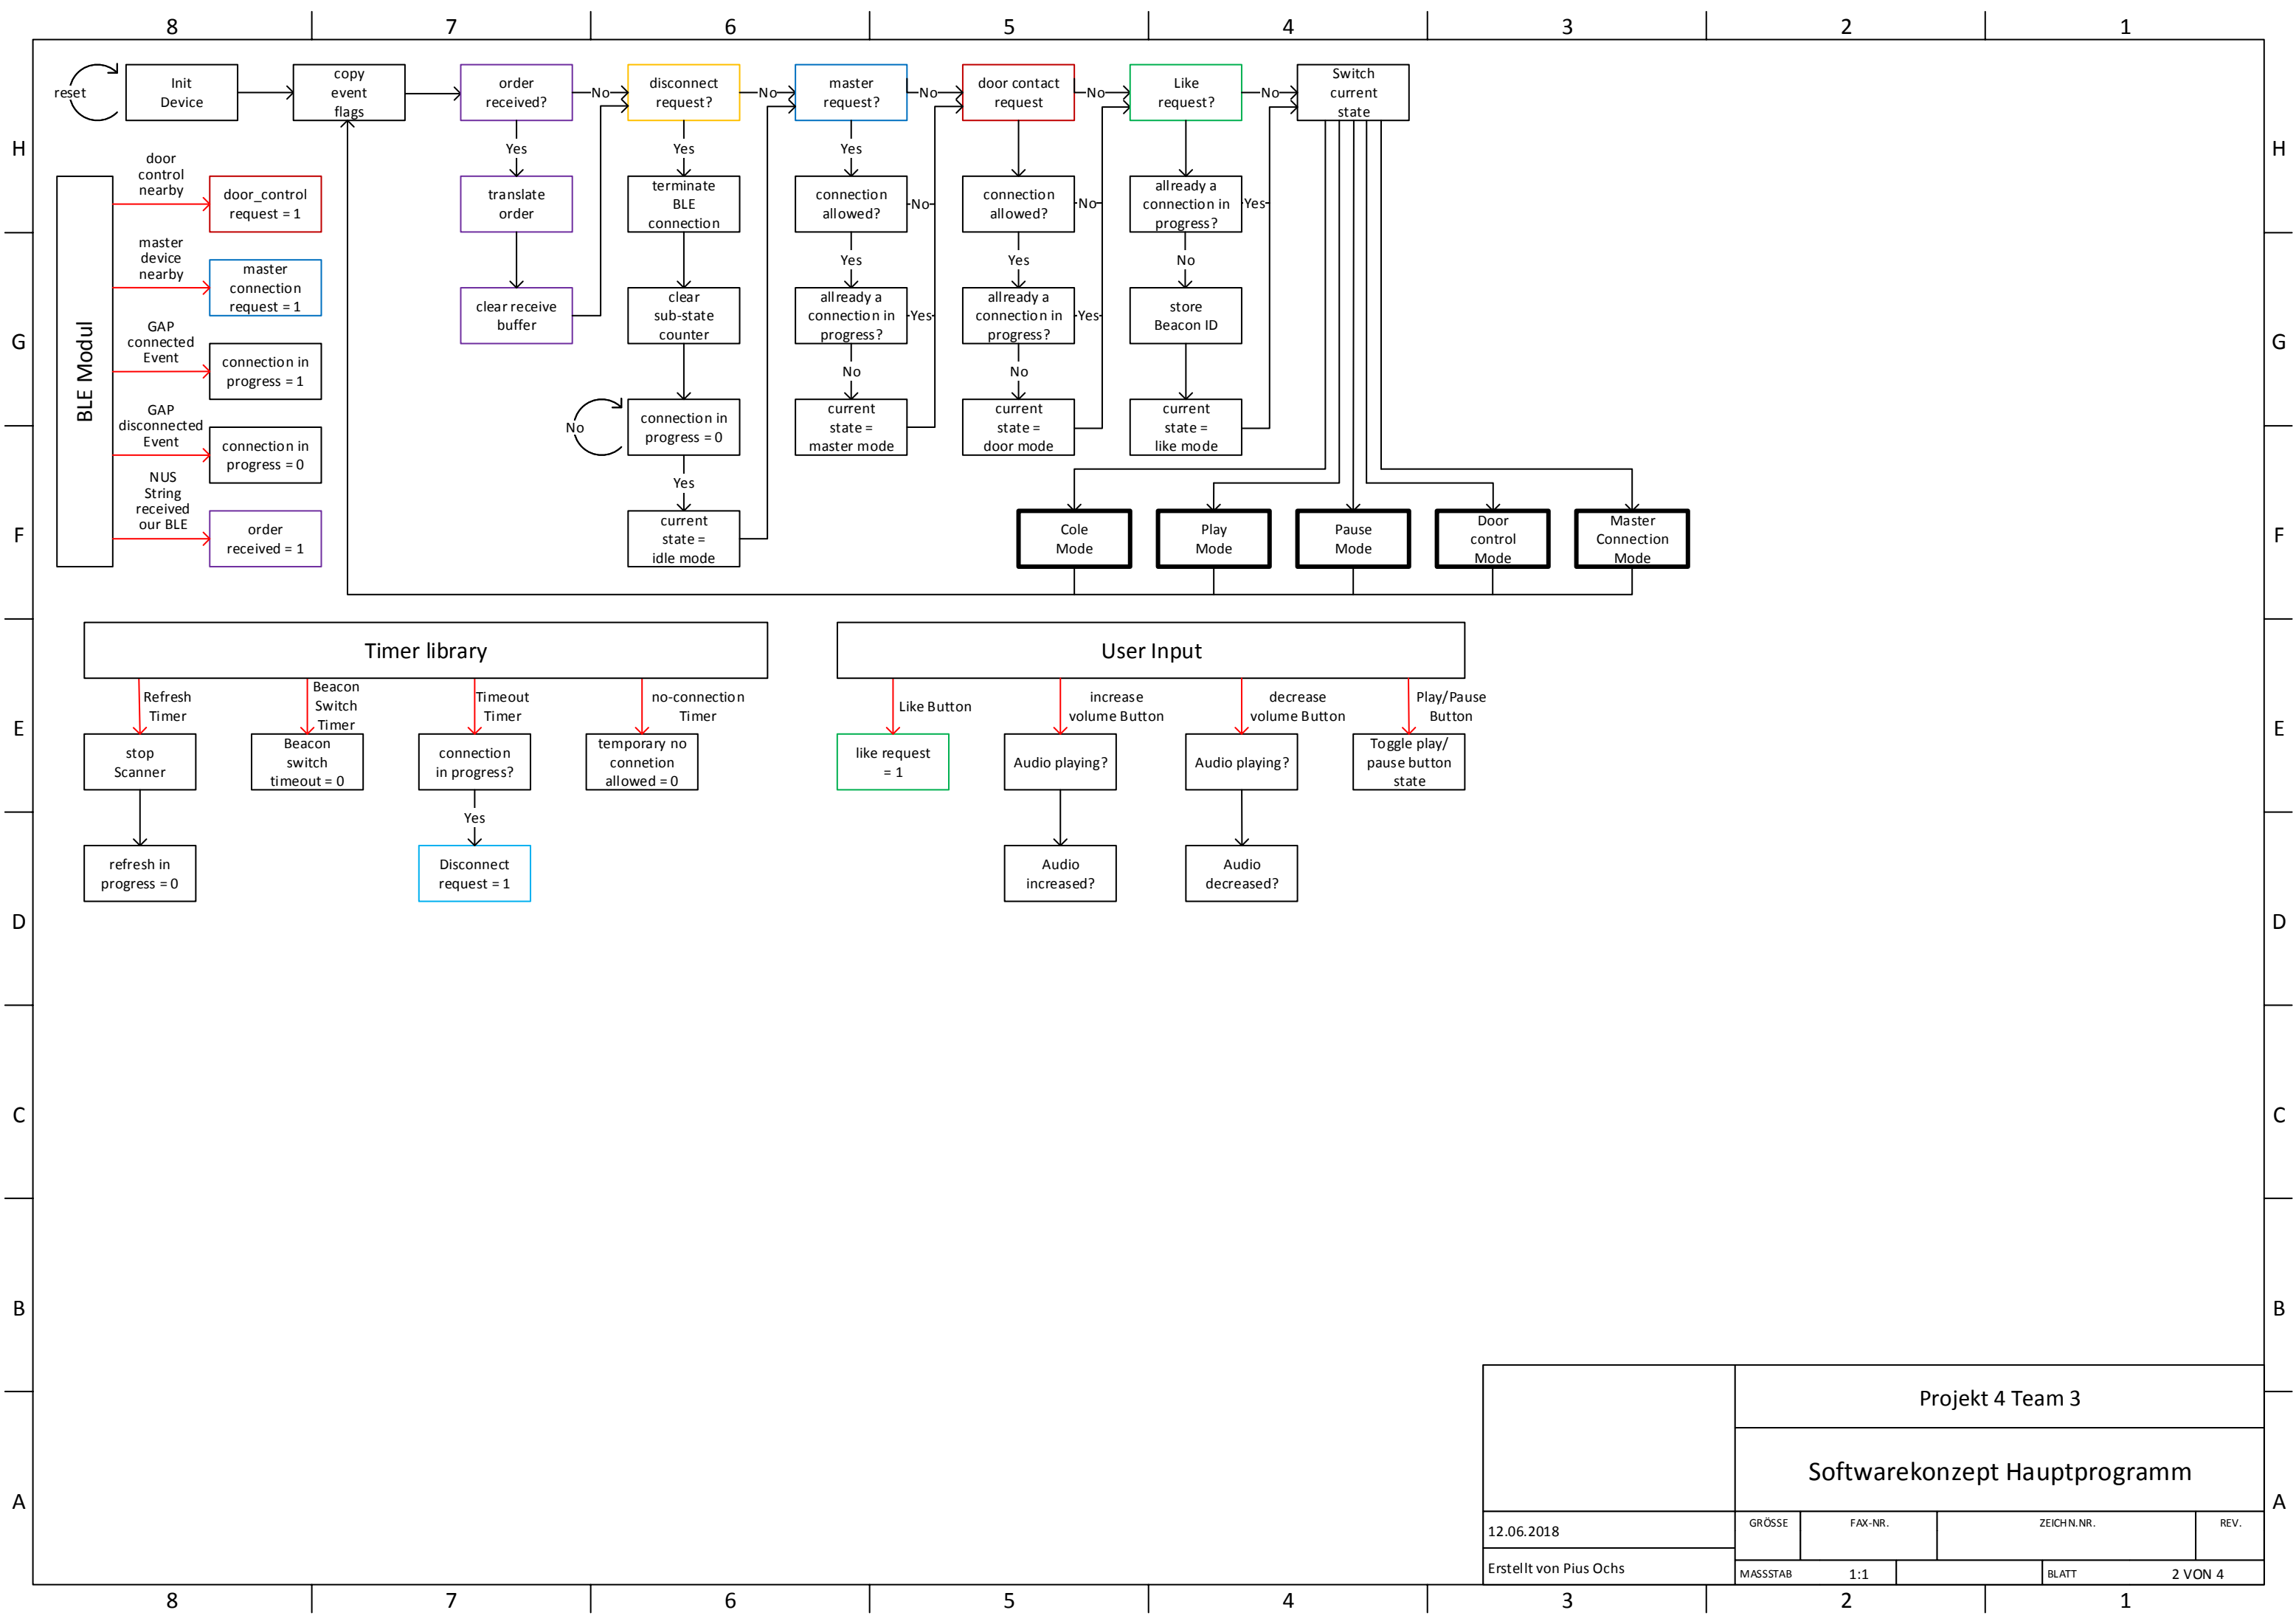 8 7 6 5 4 3 2 1
H
G
F
E
D
C
B
A
reset
Init
Device
copy
event
flags
order
received?
No
disconnect
request?
No
master
request?
No
door contact
request
No
Like
request?
No
Switch
current
state
Yes
translate
order
clear receive
buffer
Yes
terminate
BLE
connection
clear
sub-state
counter
No
connection in
progress = 0
Yes
current
state =
idle mode
Yes
connection
allowed?
No
Yes
allready a
connection in
progress?
Yes
No
current
state =
master mode
connection
allowed?
No
Yes
allready a
connection in
progress?
Yes
No
current
state =
door mode
Yes
allready a
connection in
progress?
Yes
No
store
Beacon ID
current
state =
like mode
Cole
Mode
Play
Mode
Pause
Mode
Door
control
Mode
Master
Connection
Mode
BLE Modul
door
control
nearby
door_control
request = 1
master
device
nearby
master
connection
request = 1
GAP
connected
Event
connection in
progress = 1
GAP
disconnected
Event
connection in
progress = 0
NUS
String
received
our BLE
order
received = 1
Timer library
Refresh
Timer
stop
Scanner
refresh in
progress = 0
Beacon
Switch
Timer
Beacon
switch
timeout = 0
Timeout
Timer
connection
in progress?
Yes
Disconnect
request = 1
no-connection
Timer
temporary no
connetion
allowed = 0
User Input
Like Button
like request
= 1
increase
volume Button
Audio playing?
Audio
increased?
decrease
volume Button
Audio playing?
Audio
decreased?
Play/Pause
Button
Toggle play/
pause button
state
H
G
F
E
D
C
B
A
Projekt 4 Team 3
Softwarekonzept Hauptprogramm
12.06.2018
GRÖSSE FAX-NR. ZEICHN.NR. REV.
Erstellt von Pius Ochs
MASSSTAB 1:1 BLATT 2 VON 4
8 7 6 5 4 3 2 1